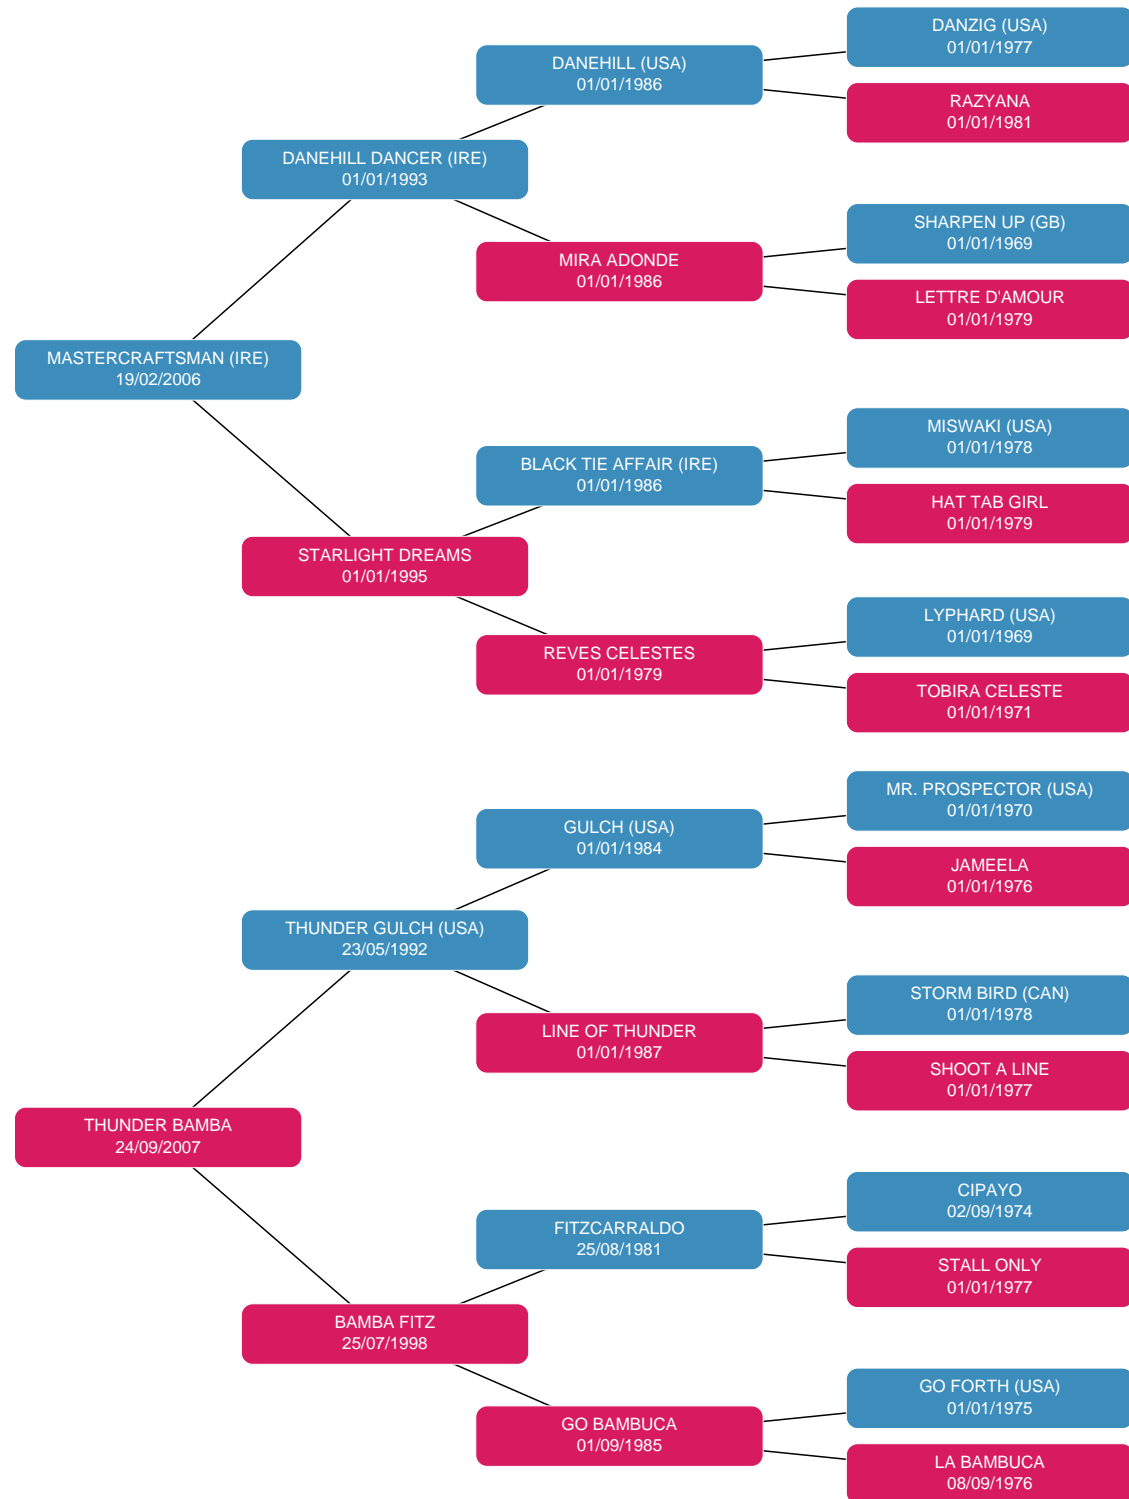 DANZIG (USA)
01/01/1977
DANEHILL (USA)
01/01/1986
RAZYANA
01/01/1981
DANEHILL DANCER (IRE)
01/01/1993
SHARPEN UP (GB)
01/01/1969
MIRA ADONDE
01/01/1986
LETTRE D'AMOUR
01/01/1979
MASTERCRAFTSMAN (IRE)
19/02/2006
MISWAKI (USA)
01/01/1978
BLACK TIE AFFAIR (IRE)
01/01/1986
HAT TAB GIRL
01/01/1979
STARLIGHT DREAMS
01/01/1995
LYPHARD (USA)
01/01/1969
REVES CELESTES
01/01/1979
TOBIRA CELESTE
01/01/1971
MR. PROSPECTOR (USA)
01/01/1970
GULCH (USA)
01/01/1984
JAMEELA
01/01/1976
THUNDER GULCH (USA)
23/05/1992
STORM BIRD (CAN)
01/01/1978
LINE OF THUNDER
01/01/1987
SHOOT A LINE
01/01/1977
THUNDER BAMBA
24/09/2007
CIPAYO
02/09/1974
FITZCARRALDO
25/08/1981
STALL ONLY
01/01/1977
BAMBA FITZ
25/07/1998
GO FORTH (USA)
01/01/1975
GO BAMBUCA
01/09/1985
LA BAMBUCA
08/09/1976